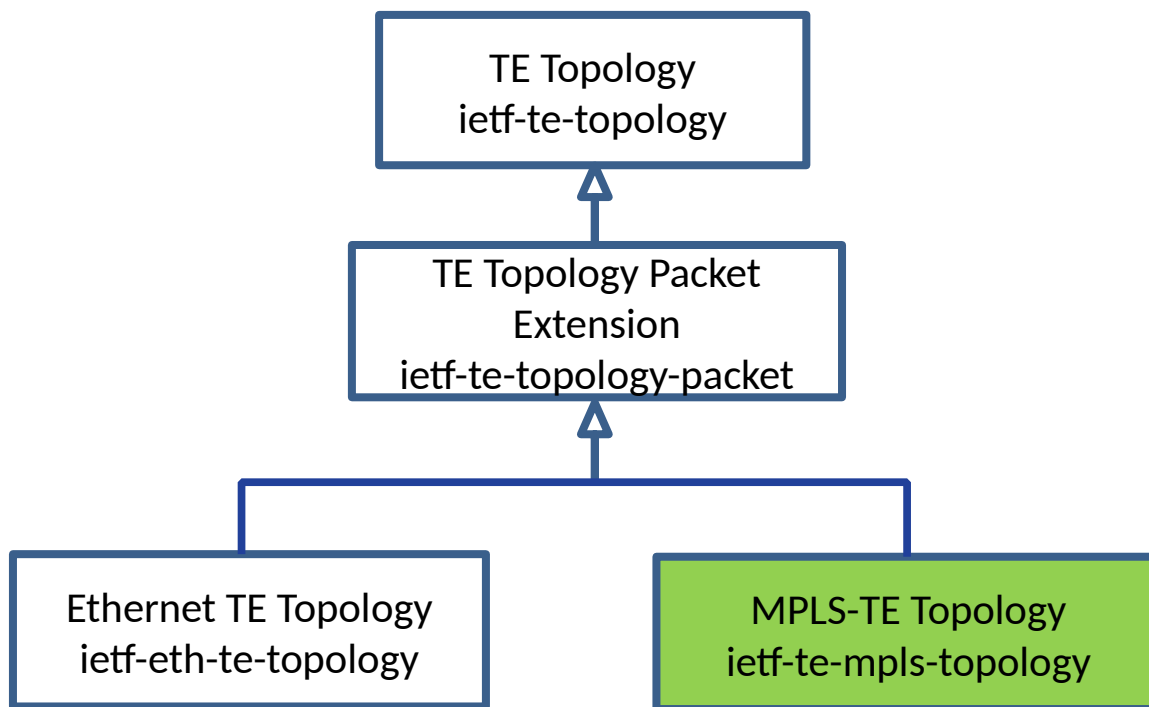 TE Topology
ietf-te-topology
TE Topology Packet
Extension
ietf-te-topology-packet
Ethernet TE Topology
ietf-eth-te-topology
MPLS-TE Topology
ietf-te-mpls-topology